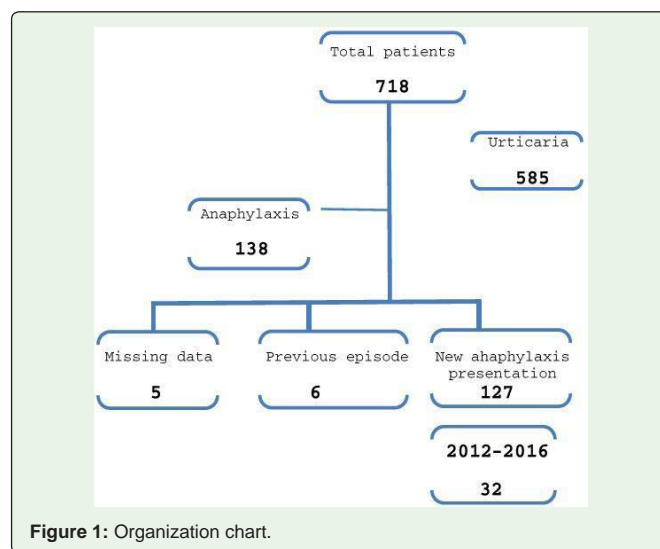 Total patients
718
Urticaria
585
Anaphylaxis
138
Missing data
5
Previous episode
6
New ahaphylaxis
presentation
127
2012-2016
32
Figure 1: Organization chart.